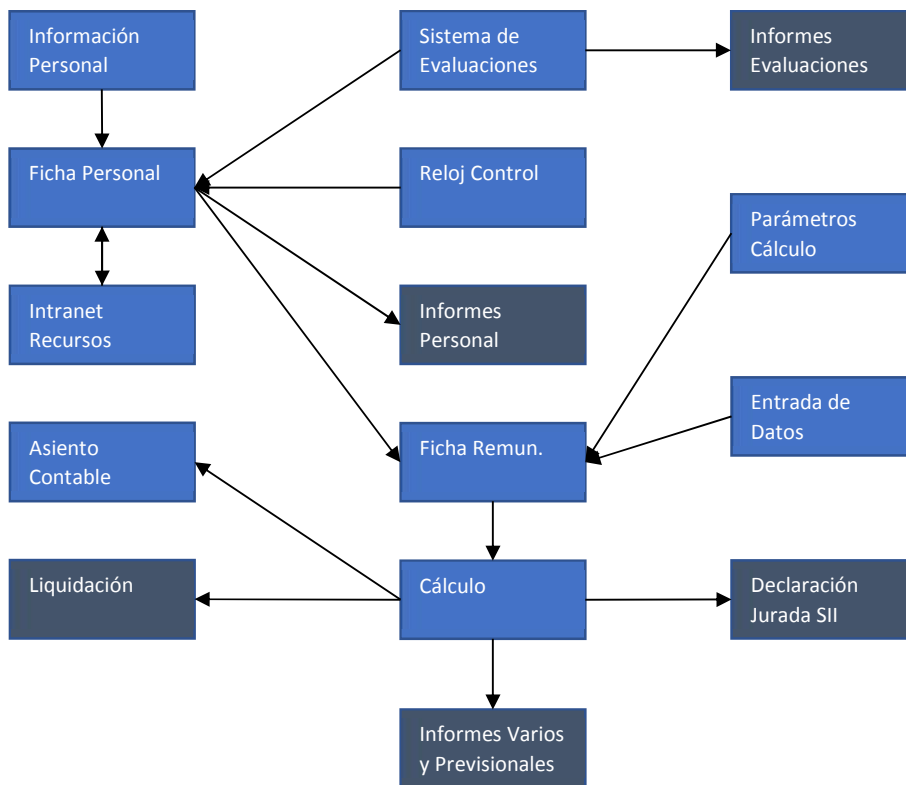 Información
Personal
Sistema de
Evaluaciones
Informes
Evaluaciones
Ficha Personal
Reloj Control
Parámetros
Cálculo
Intranet
Recursos
Informes
Personal
Entrada de
Datos
Asiento
Contable
Ficha Remun.
Liquidación
Cálculo
Declaración
Jurada SII
Informes Varios
y Previsionales